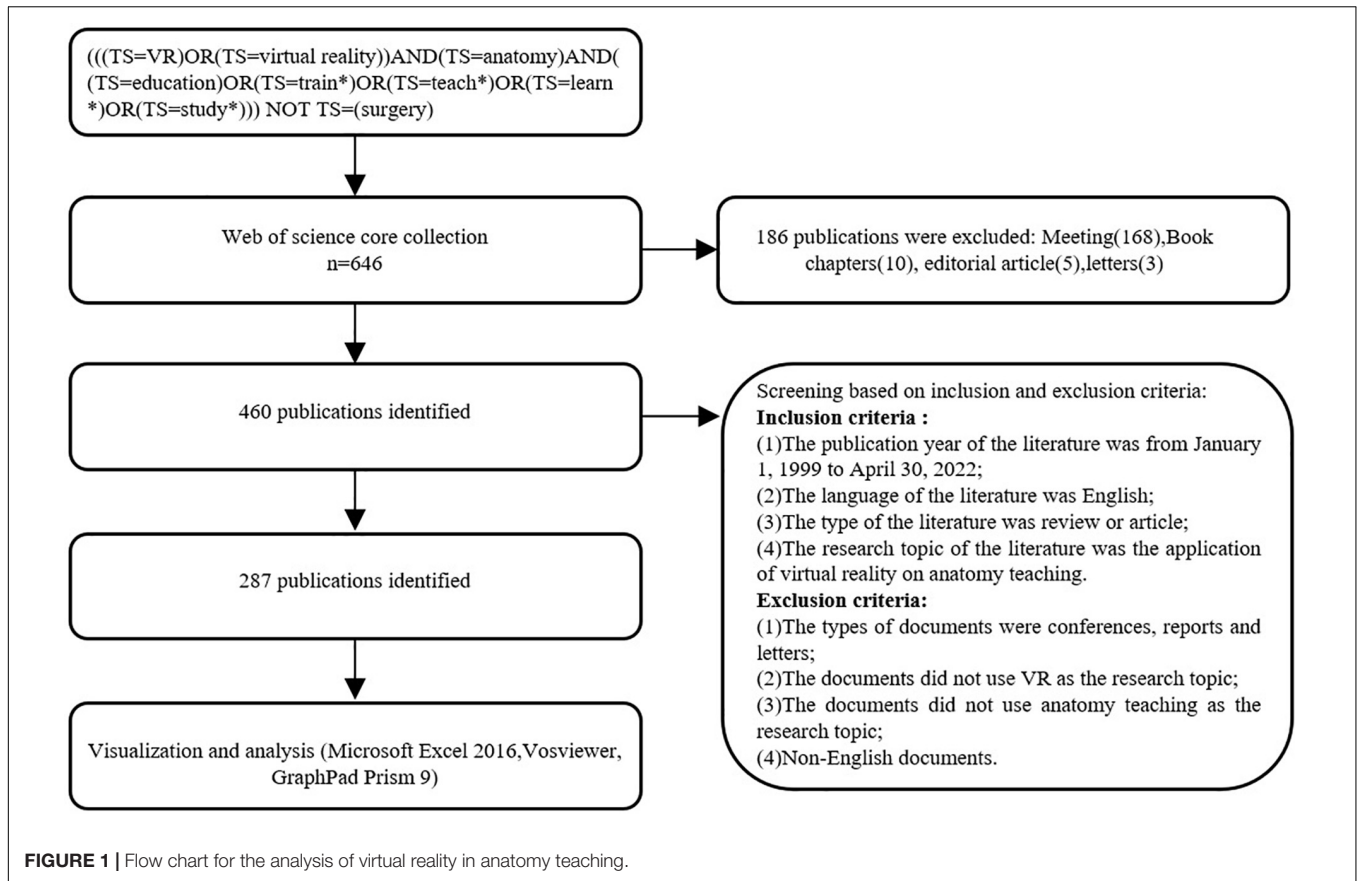 (((TS=VR)OR(TS=virtual reality))AND(TS=anatomy)AND(
(TS=education)OR(TS=train*)OR(TS=teach*)OR(TS=learn
*)OR(TS=study*))) NOT TS=(surgery)
Web of science core collection
n=646
186 publications were excluded: Meeting(168),Book
chapters(10), editorial article(5),letters(3)
460 publications identified
Screening based on inclusion and exclusion criteria:
Inclusion criteria :
(1)The publication year of the literature was from January
1, 1999 to April 30, 2022;
(2)The language of the literature was English;
(3)The type of the literature was review or article;
(4)The research topic of the literature was the application
of virtual reality on anatomy teaching.
Exclusion criteria:
(1)The types of documents were conferences, reports and
letters;
(2)The documents did not use VR as the research topic;
(3)The documents did not use anatomy teaching as the
research topic;
(4)Non-English documents.
287 publications identified
Visualization and analysis (Microsoft Excel 2016,Vosviewer,
GraphPad Prism 9)
FIGURE 1 | Flow chart for the analysis of virtual reality in anatomy teaching.